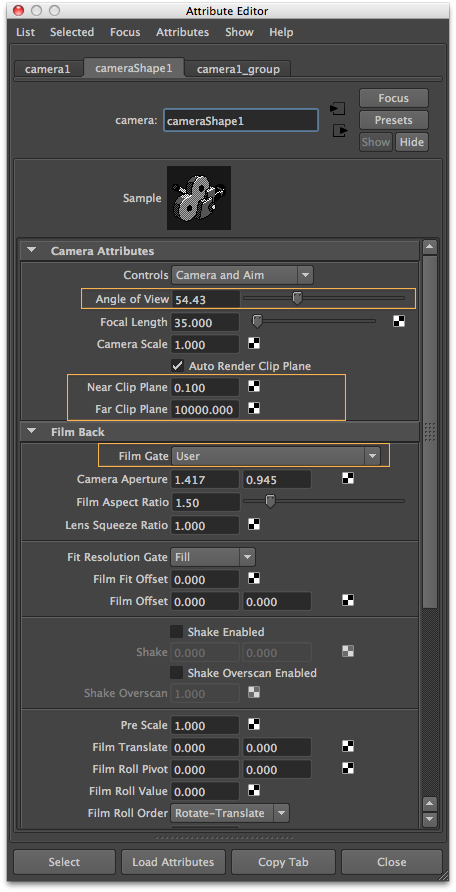 Attribute Editor
List Selected Focus Attributes Show Help
camera1 cameraShape1 camera1_group
Focus
camera: cameraShape1
Presets
Show Hide
Sample
Camera Attributes
Controls Camera and Aim
Angle of View 54.43
Focal Length 35.000
Camera Scale 1.000
Auto Render Clip Plane
Near Clip Plane 0.100
Far Clip Plane 10000.000
Film Back
Film Gate User
Camera Aperture 1.417 0.945
Film Aspect Ratio 1.50
Lens Squeeze Ratio 1.000
Fit Resolution Gate Fill
Film Fit Offset 0.000
Film Offset 0.000 0.000
Shake Enabled
Shake 0.000 0.000
Shake Overscan Enabled
Shake Overscan 1.000
Pre Scale 1.000
Film Translate 0.000 0.000
Film Roll Pivot 0.000 0.000
Film Roll Value 0.000
Film Roll Order Rotate-Translate
Select Load Attributes Copy Tab Close